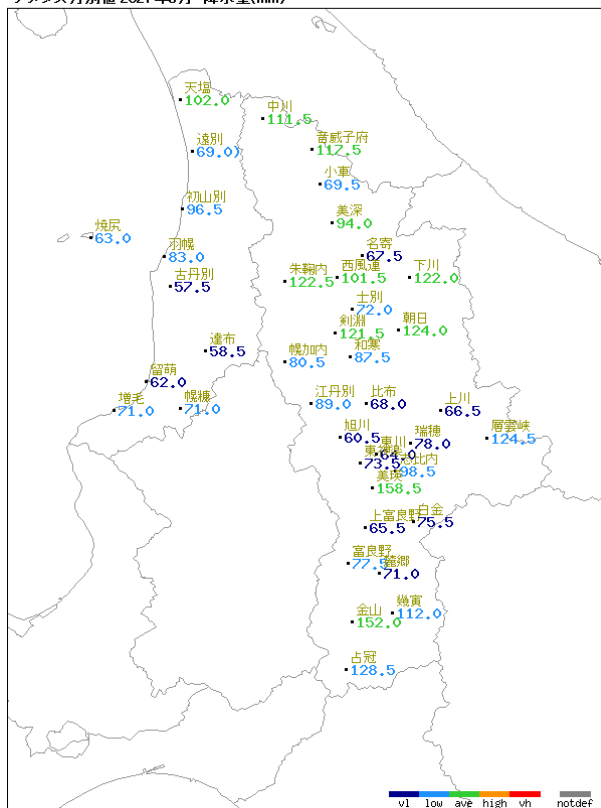 天塩
102.0
中川
111.5
音威子府
117.5
遠別
69.0)
小車
69.5
初山別
96.5
美深
94.0
焼尻
63.0
羽幌
83.0
名寄
67.5
古丹別
57.5
朱鞠内
122.5
西風連
101.5
下川
122.0
士別
72.0
剣淵
121.5
朝日
124.0
達布
58.5
幌加内
80.5
和寒
87.5
留萌
62.0
増毛
71.0
幌糠
71.0
江丹別
89.0
比布
68.0
上川
66.5
旭川
60.5
東川
64.0
瑞穂
78.0
層雲峡
124.5
73.5
志比内
98.5
美瑛
158.5
上富良野
65.5
白金
75.5
富良野
77.5
麓郷
71.0
金山
152.0
幾寅
112.0
占冠
128.5
vl low ave high vh notdef